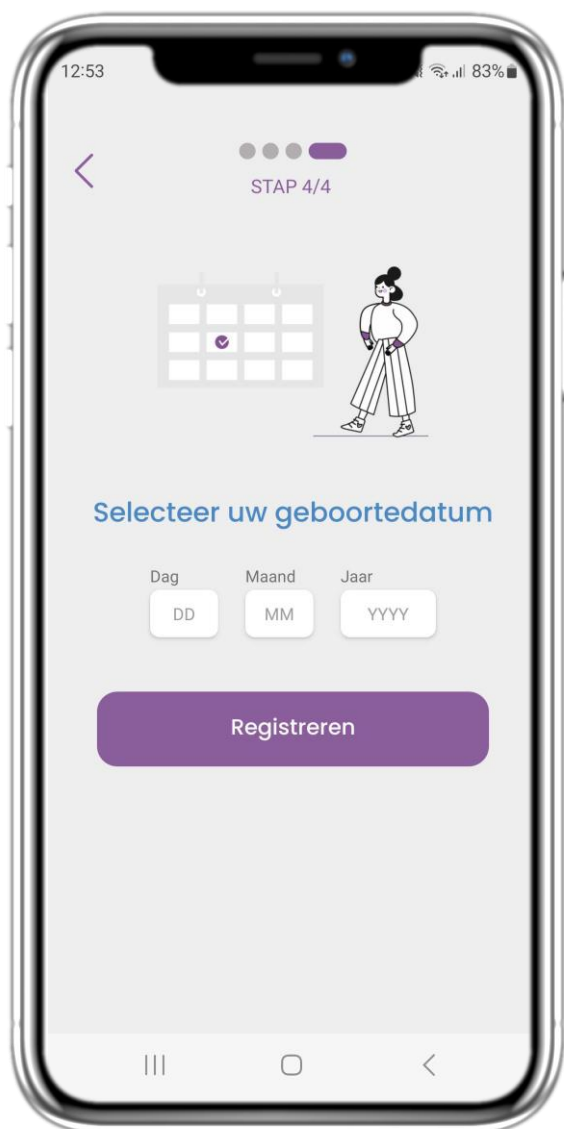 12:53
83%
STAP 4/4
Selecteer uw geboortedatum
Dag Maand Jaar
DD MM YYYY
Registreren